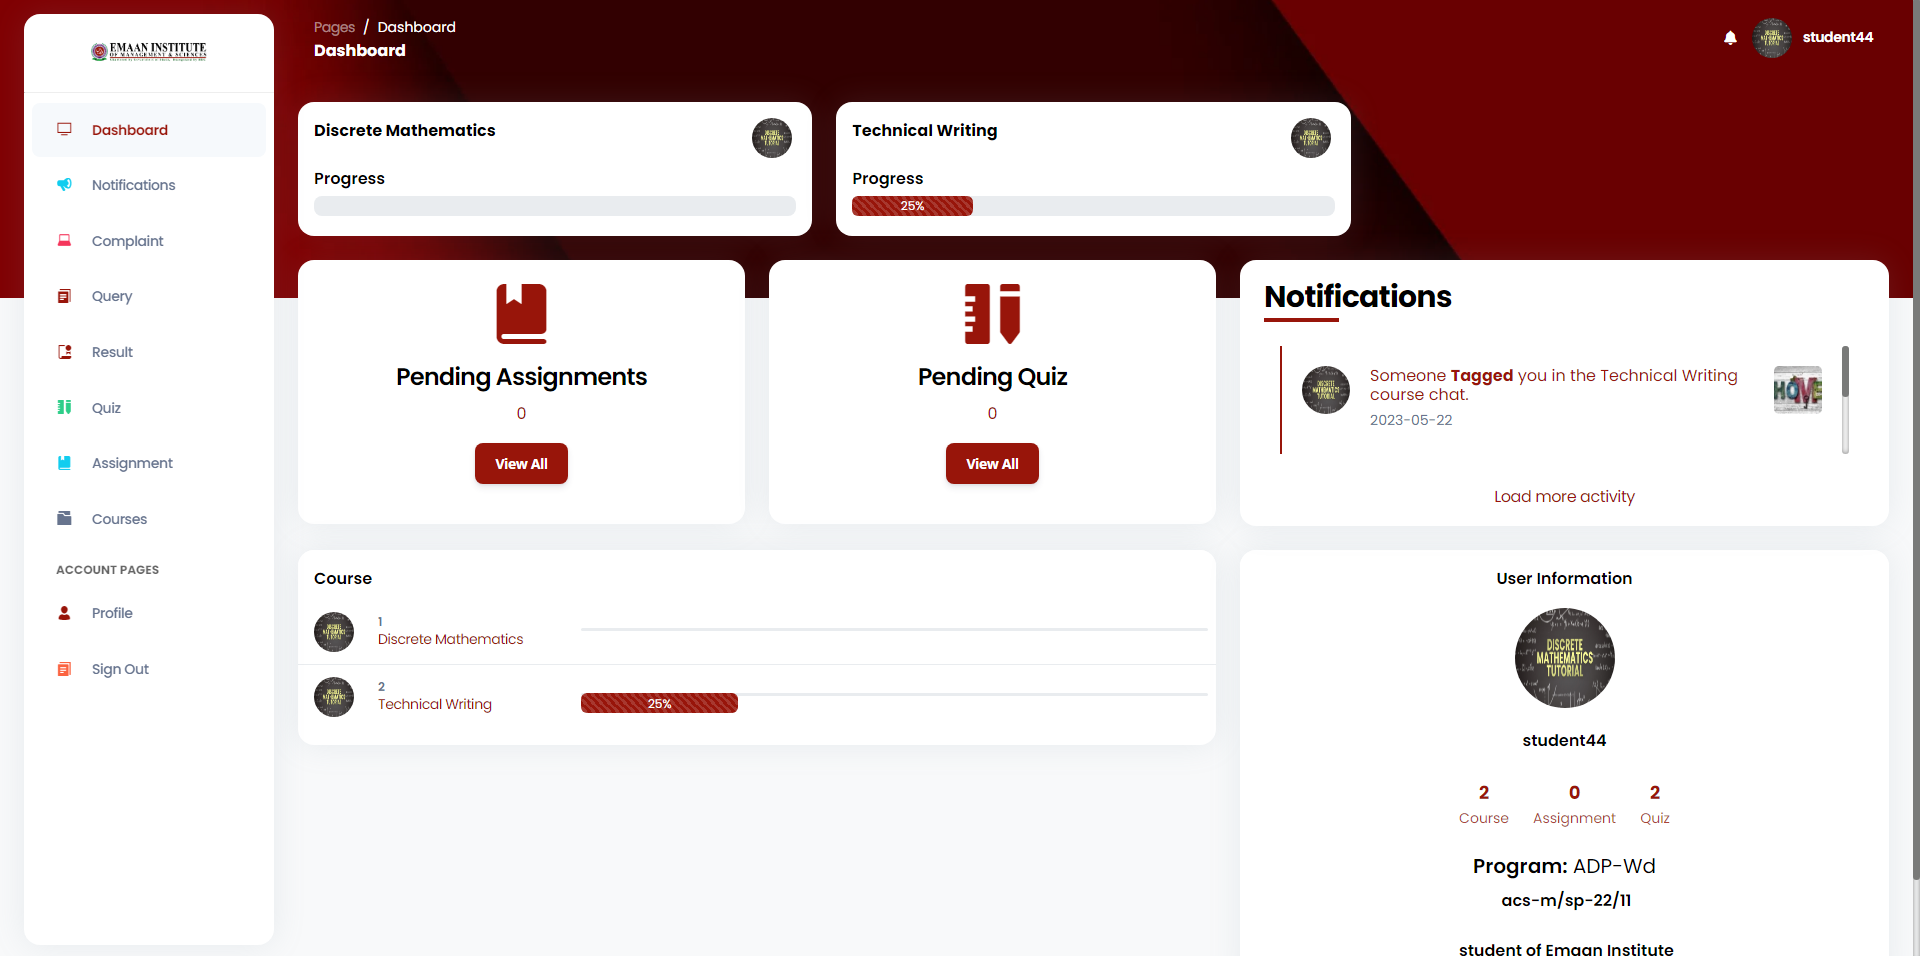 EMAAN INSTITUTE
OF MANAGEMENT & SCIENCES
Dashboard
Notifications
Complaint
Query
Result
Quiz
Assignment
Courses
ACCOUNT PAGES
Profile
Sign Out
Pages / Dashboard
Dashboard
student44
Discrete Mathematics
Progress
Technical Writing
Progress
25%
Pending Assignments
0
View All
Pending Quiz
0
View All
Notifications
Someone Tagged you in the Technical Writing
course chat.
2023-05-22
HOME
Load more activity
Course
1
Discrete Mathematics
2
Technical Writing
25%
User Information
DISCRETE
MATHEMATICS
TUTORIAL
student44
2
Course
0
Assignment
2
Quiz
Program: ADP-Wd
acs-m/sp-22/11
student of Emaan Institute